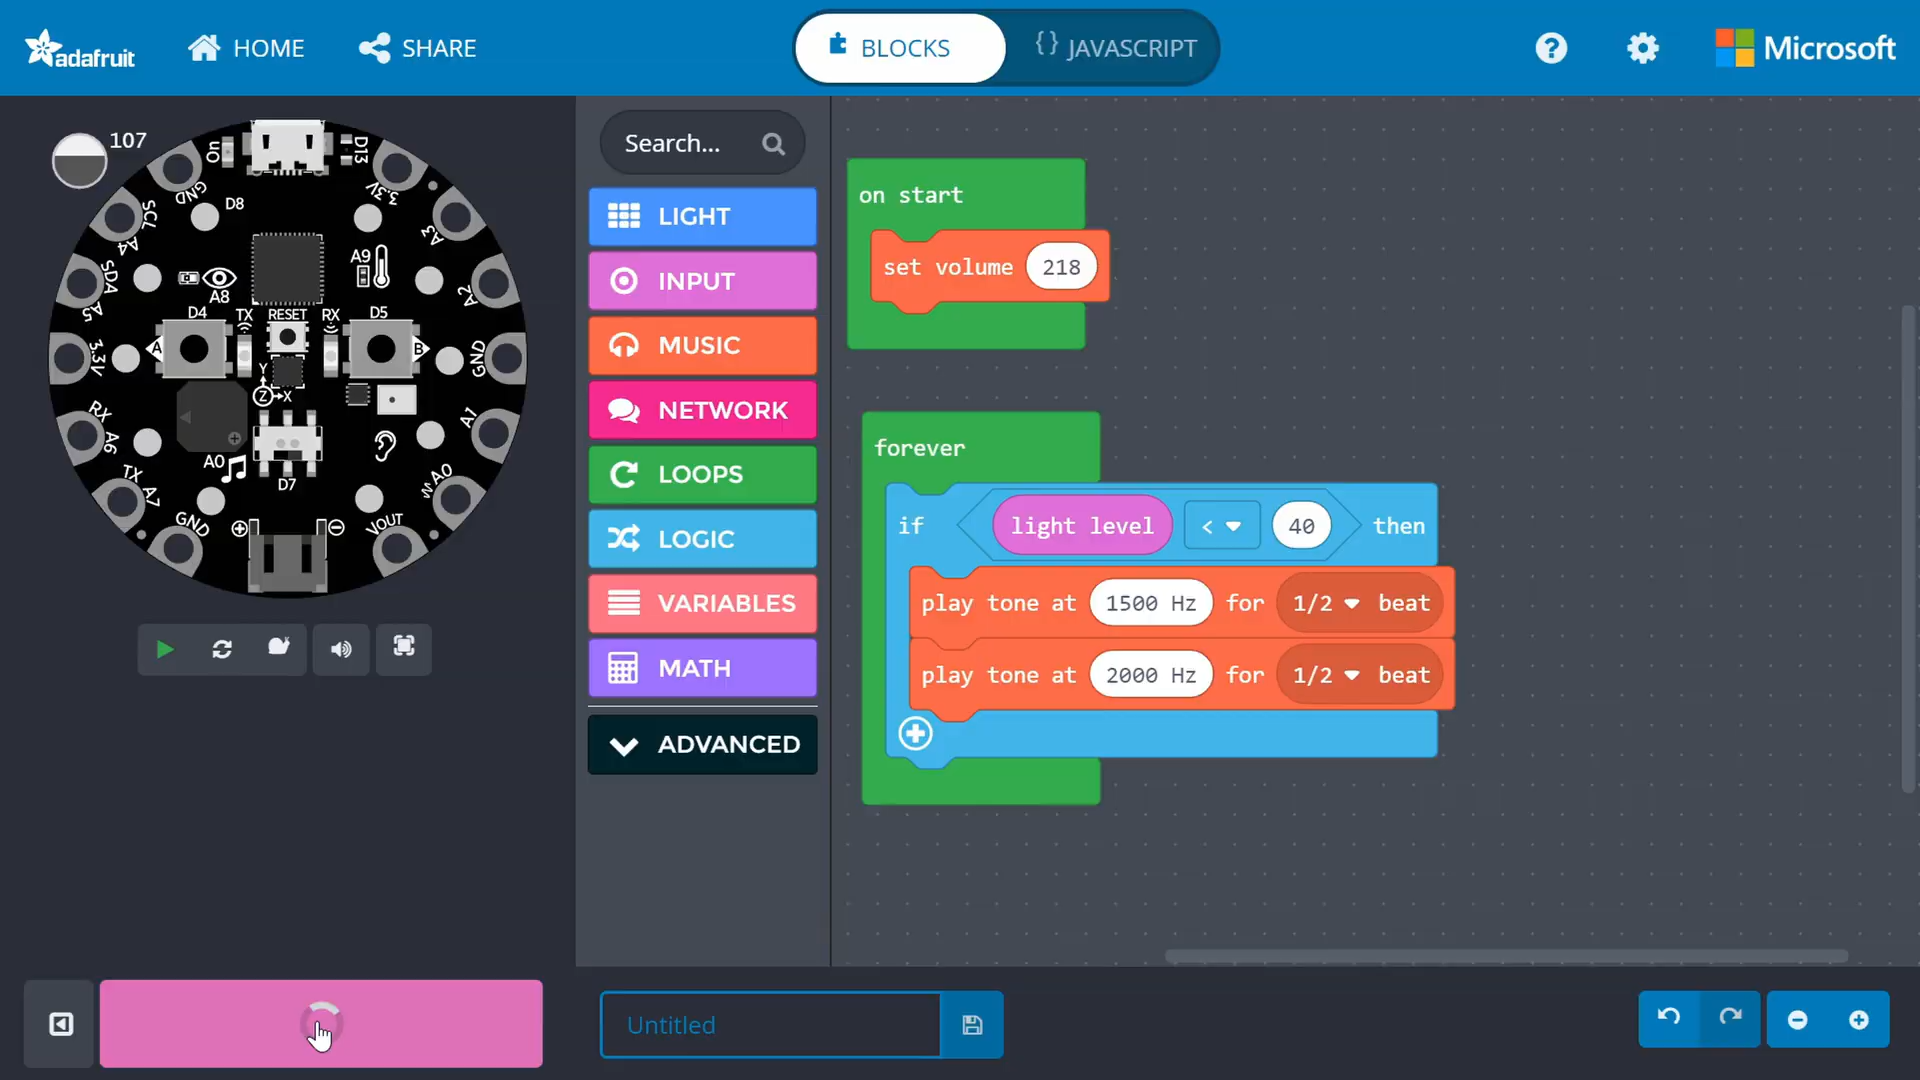 adafruit
HOME
SHARE
BLOCKS
{} JAVASCRIPT
?
Microsoft
107
On
D13
GND
3.3V
SCL
D8
A4
A3
SDA
A9
A5
A8
A2
D4
TX
RESET
RX
D5
3.3V
A
B
GND
Y
Z
X
RX
A6
A1
A0
D7
TX
A7
A0
GND
VOUT
Search...
LIGHT
INPUT
MUSIC
NETWORK
LOOPS
LOGIC
VARIABLES
MATH
ADVANCED
on start
set volume 218
forever
if light level < 40 then
play tone at 1500 Hz for 1/2 beat
play tone at 2000 Hz for 1/2 beat
Untitled